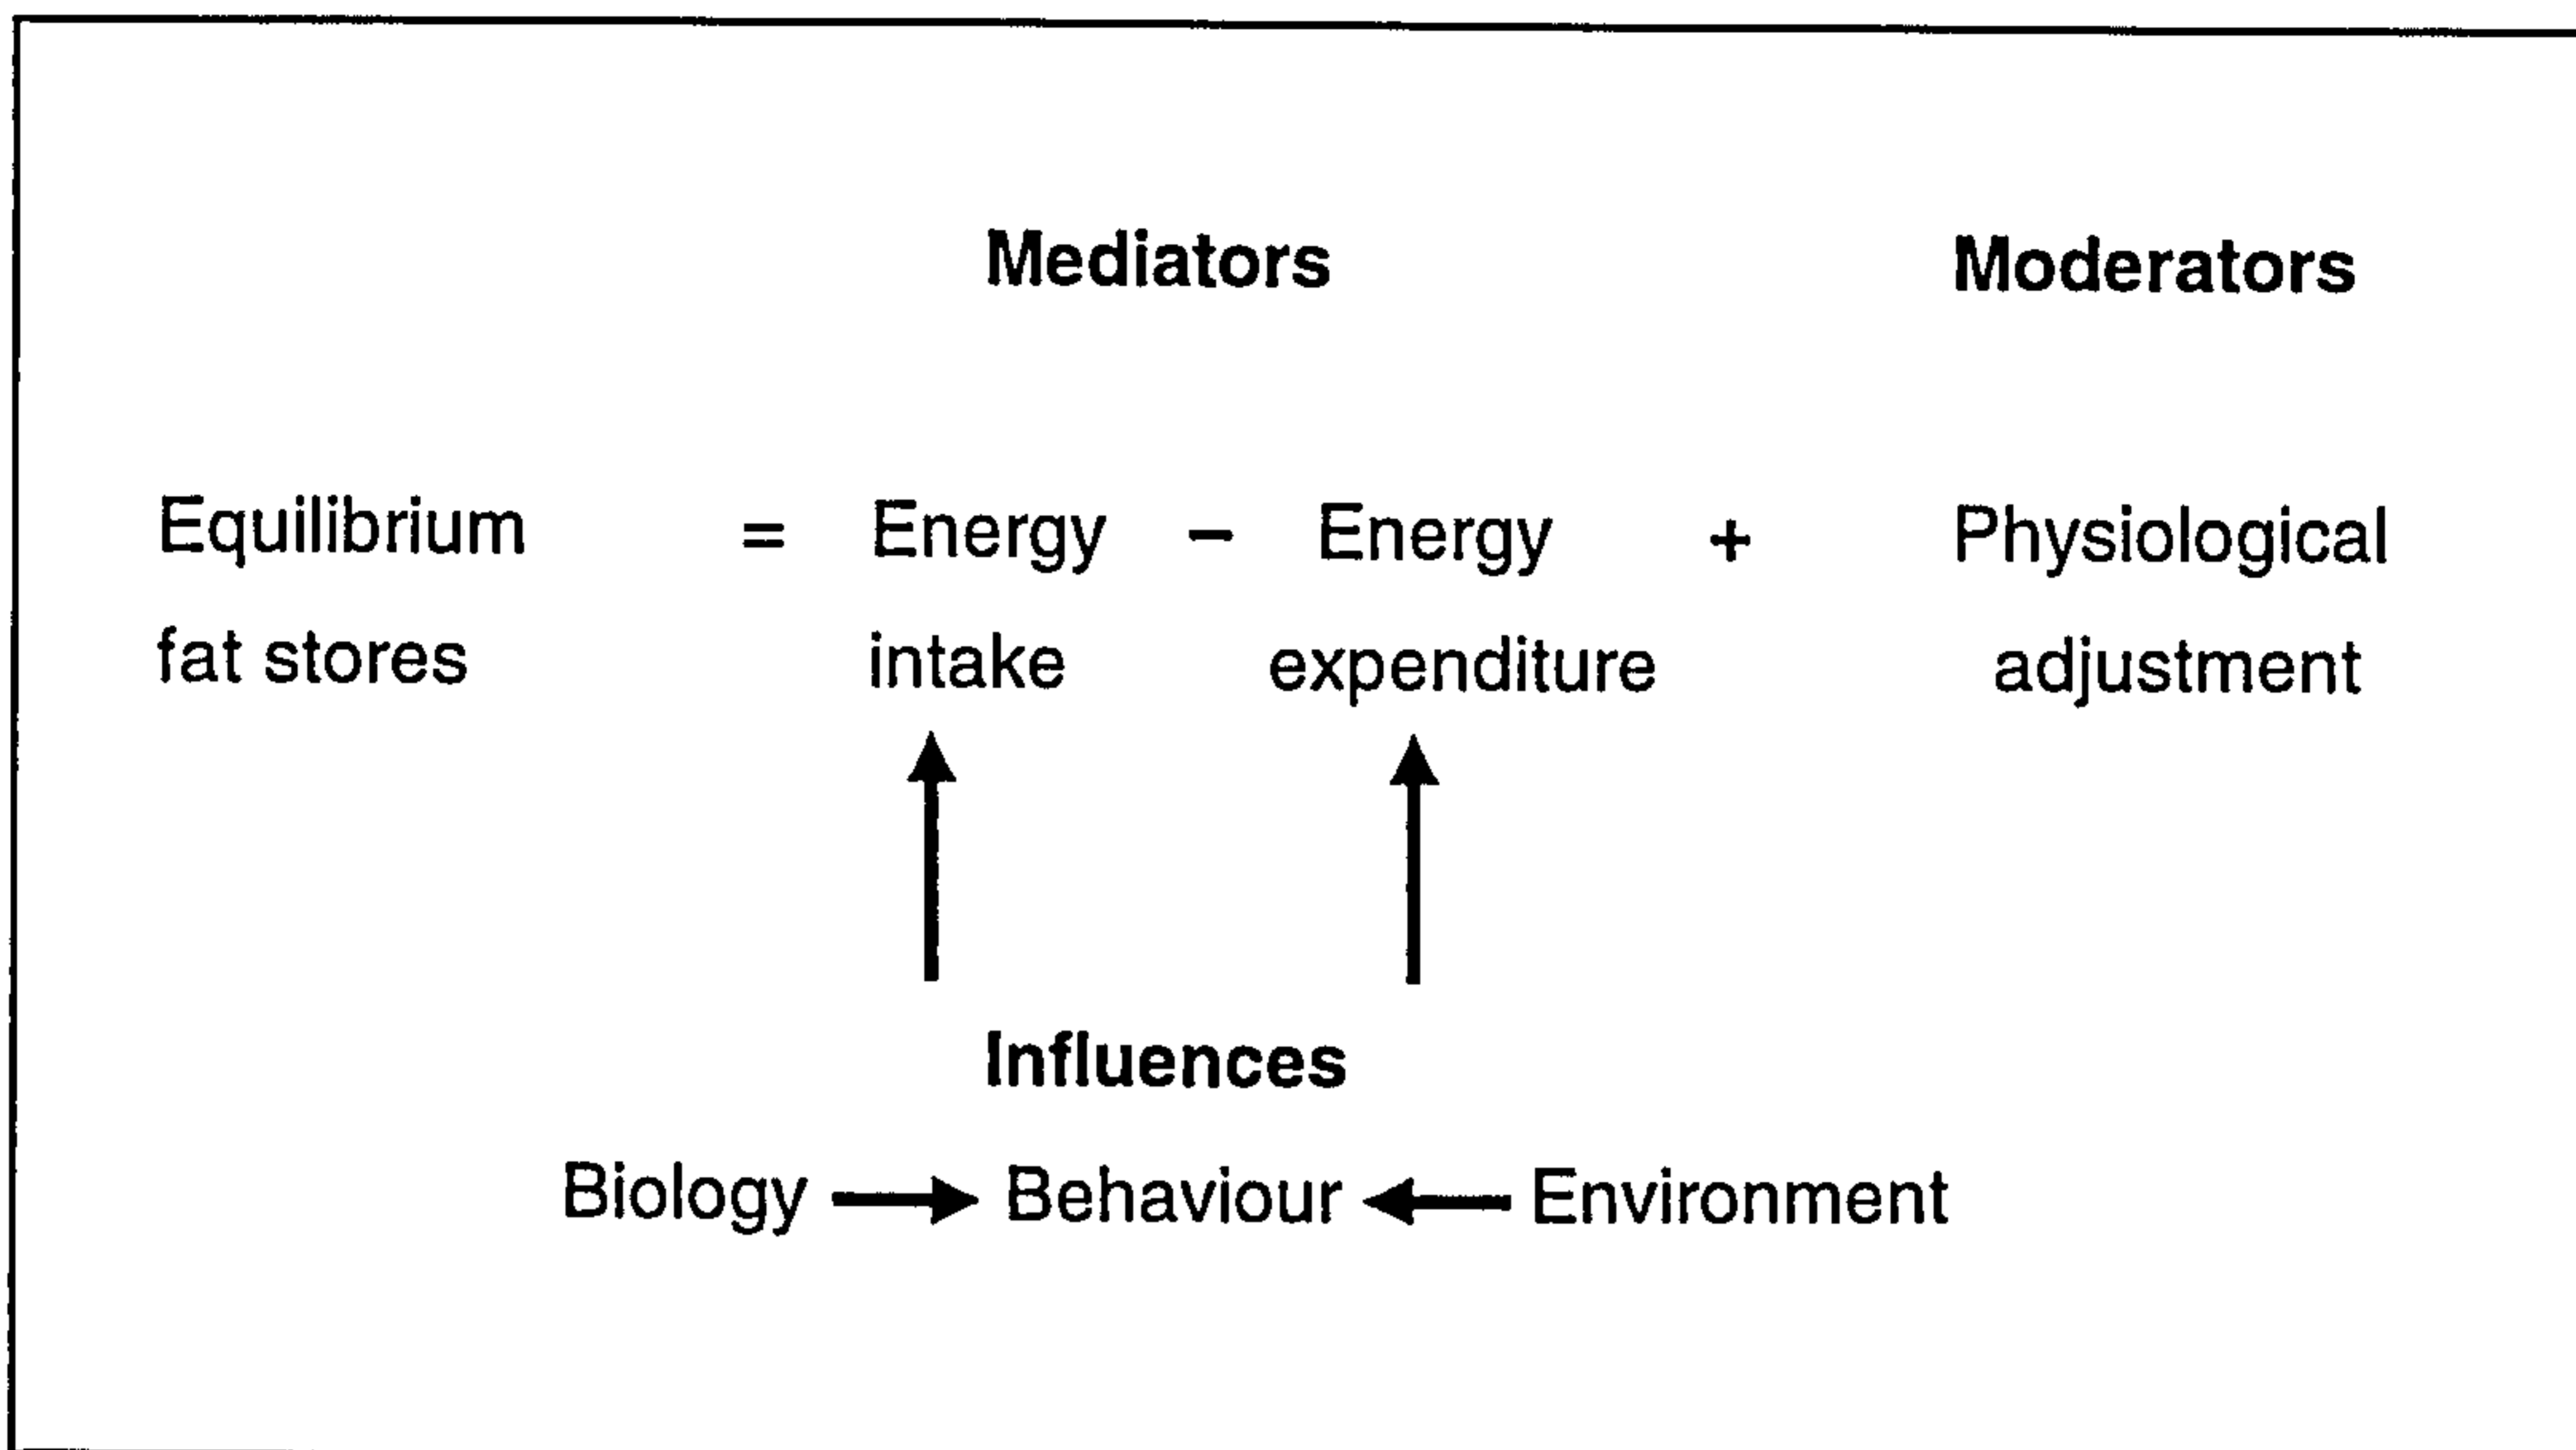 Mediators Moderators
Equilibrium = Energy – Energy + Physiological
fat stores intake expenditure adjustment
Influences
Biology Behaviour Environment